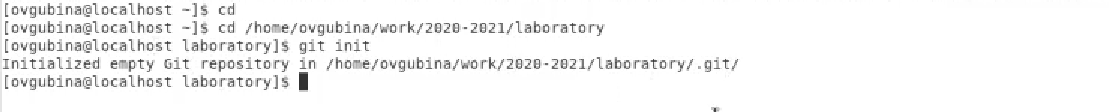 [ovgubina@localhost ~]$ cd
[ovgubina@localhost ~]$ cd /home/ovgubina/work/2020-2021/laboratory
[ovgubina@localhost laboratory]$ git init
Initialized empty Git repository in /home/ovgubina/work/2020-2021/laboratory/.git/
[ovgubina@localhost laboratory]$